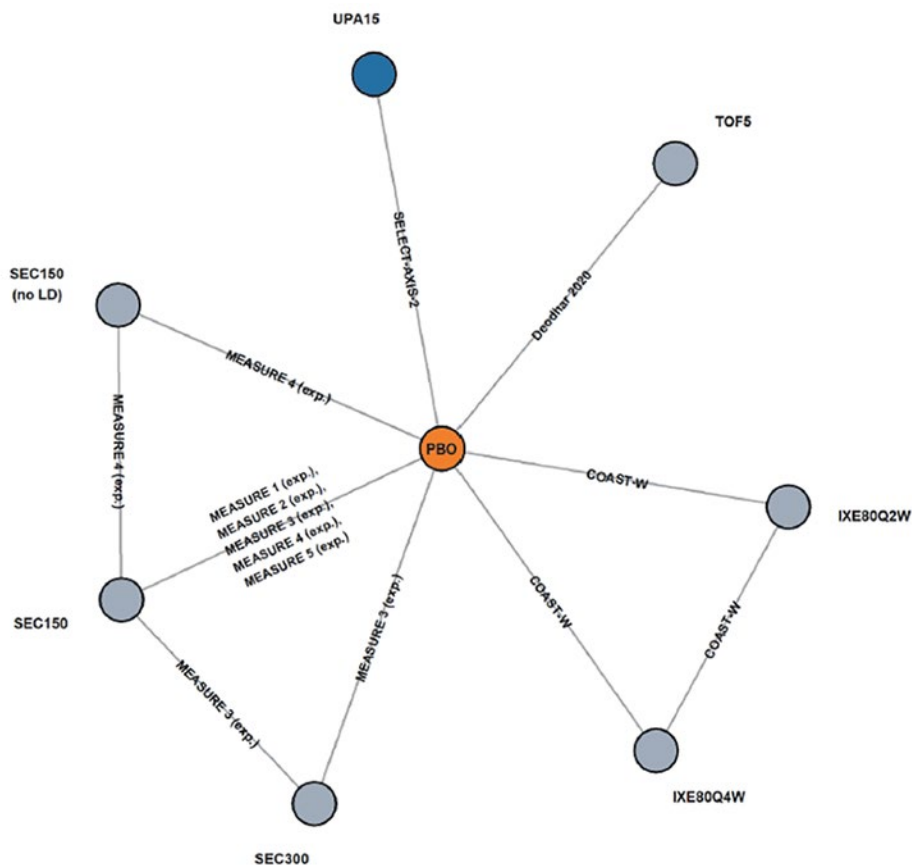 UPA15
TOF5
SELECT-AXIS-2
Deodhar 2020
SEC150
(no LD)
MEASURE 4 (exp.)
MEASURE 4 (exp.)
PBO
MEASURE 1 (exp.),
MEASURE 2 (exp.),
MEASURE 3 (exp.),
MEASURE 4 (exp.),
MEASURE 5 (exp.)
COAST-W
IXE80Q2W
SEC150
MEASURE 3 (exp.)
COAST-W
COAST-W
MEASURE 3 (exp.)
IXE80Q4W
SEC300